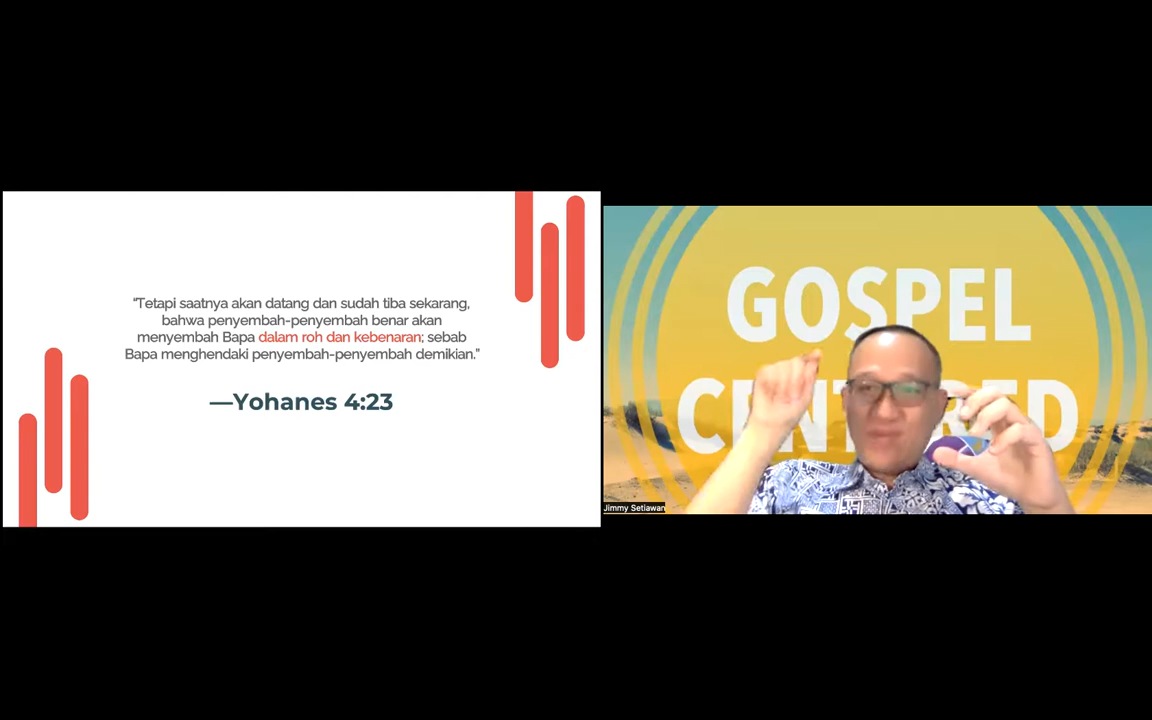 "Tetapi saatnya akan datang dan sudah tiba sekarang,
bahwa penyembah-penyembah benar akan
menyembah Bapa dalam roh dan kebenaran; sebab
Bapa menghendaki penyembah-penyembah demikian."
—Yohanes 4:23
GOSPEL
CENTRED
Jimmy Setiawan